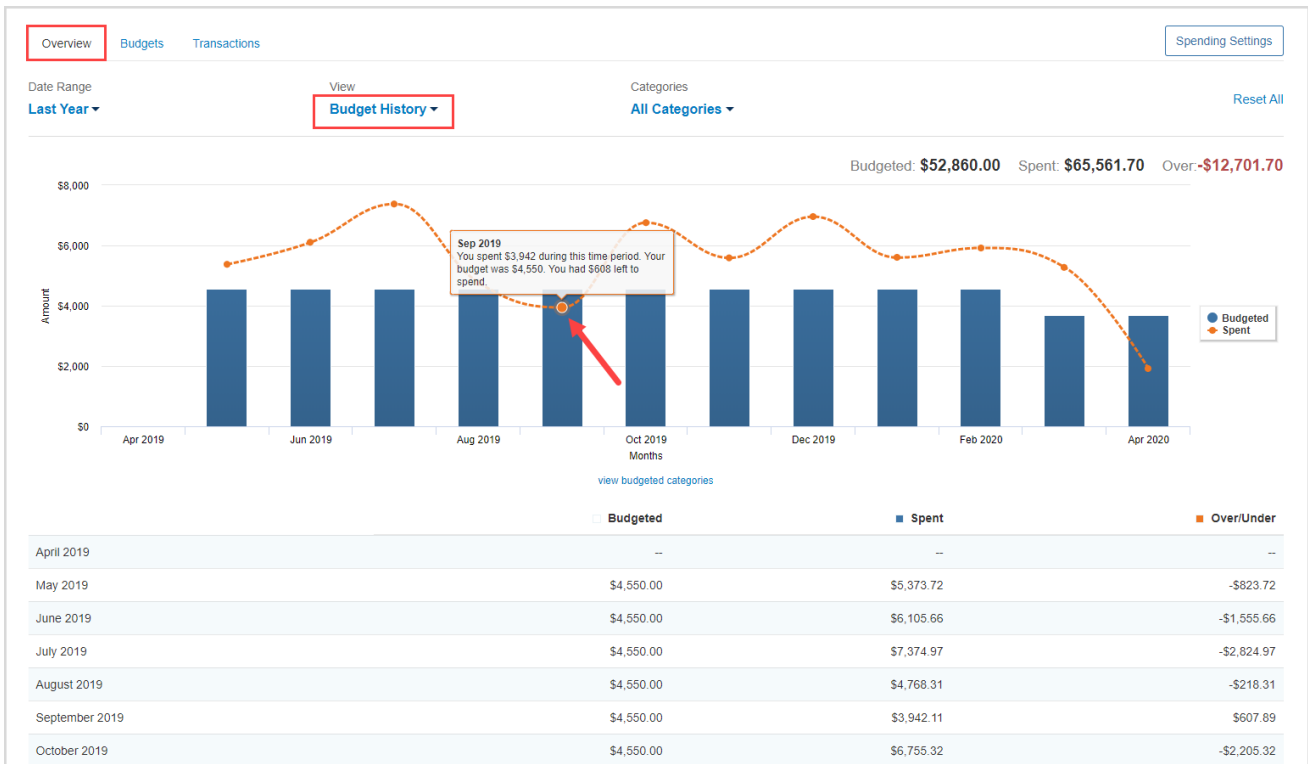 Overview Budgets Transactions Spending Settings
Date Range View Categories
Last Year Budget History All Categories Reset All
Budgeted: $52,860.00 Spent: $65,561.70 Over:-$12,701.70
$8,000
$6,000
$4,000
$2,000
$0
Amount
Sep 2019
You spent $3,942 during this time period. Your
budget was $4,550. You had $608 left to
spend.
Budgeted
Spent
Apr 2019 Jun 2019 Aug 2019 Oct 2019 Dec 2019 Feb 2020 Apr 2020
Months
view budgeted categories
Budgeted Spent Over/Under
April 2019 -- -- --
May 2019 $4,550.00 $5,373.72 -$823.72
June 2019 $4,550.00 $6,105.66 -$1,555.66
July 2019 $4,550.00 $7,374.97 -$2,824.97
August 2019 $4,550.00 $4,768.31 -$218.31
September 2019 $4,550.00 $3,942.11 $607.89
October 2019 $4,550.00 $6,755.32 -$2,205.32